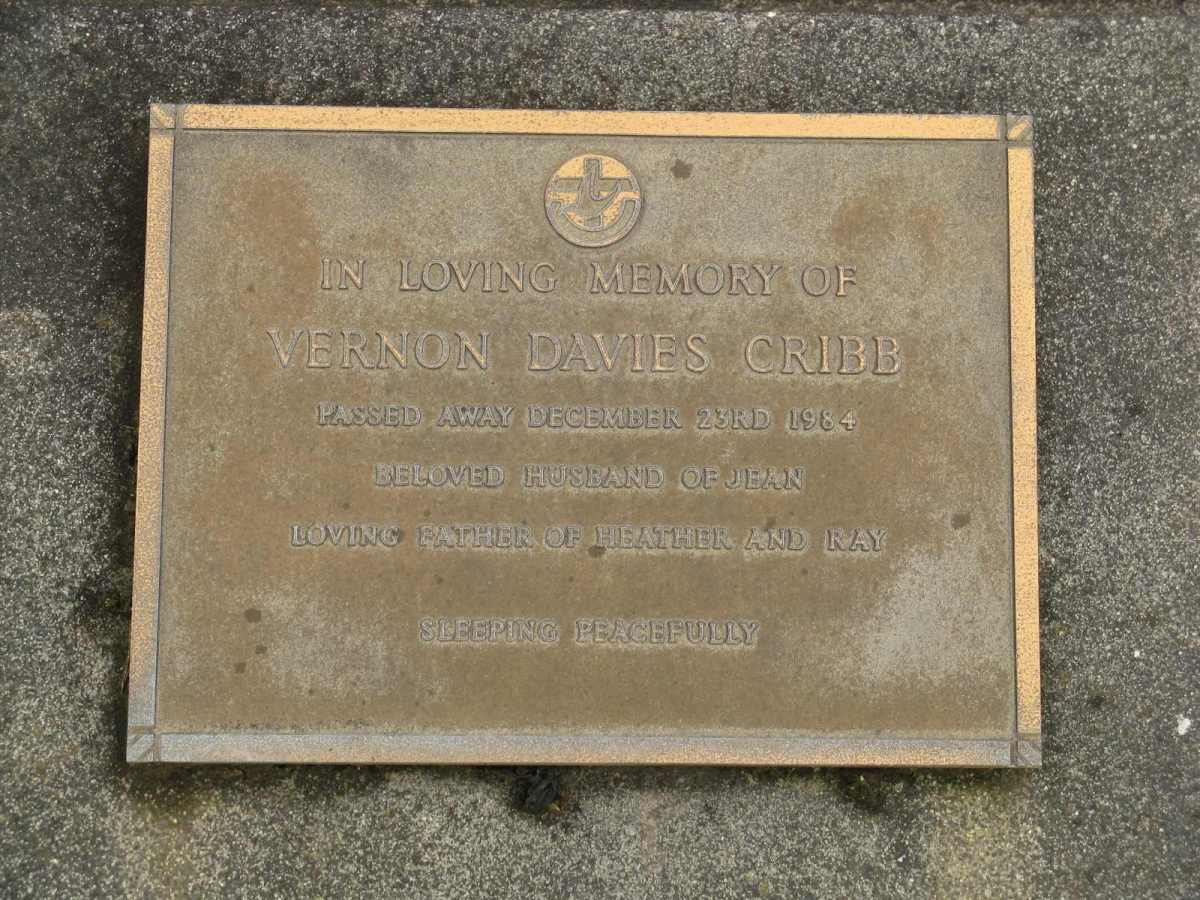 IN LOVING MEMORY OF
VERNON DAVIES CRIBB
PASSED AWAY DECEMBER 23RD 1984
BELOVED HUSBAND OF JEAN
LOVING FATHER OF HEATHER AND RAY
SLEEPING PEACEFULLY